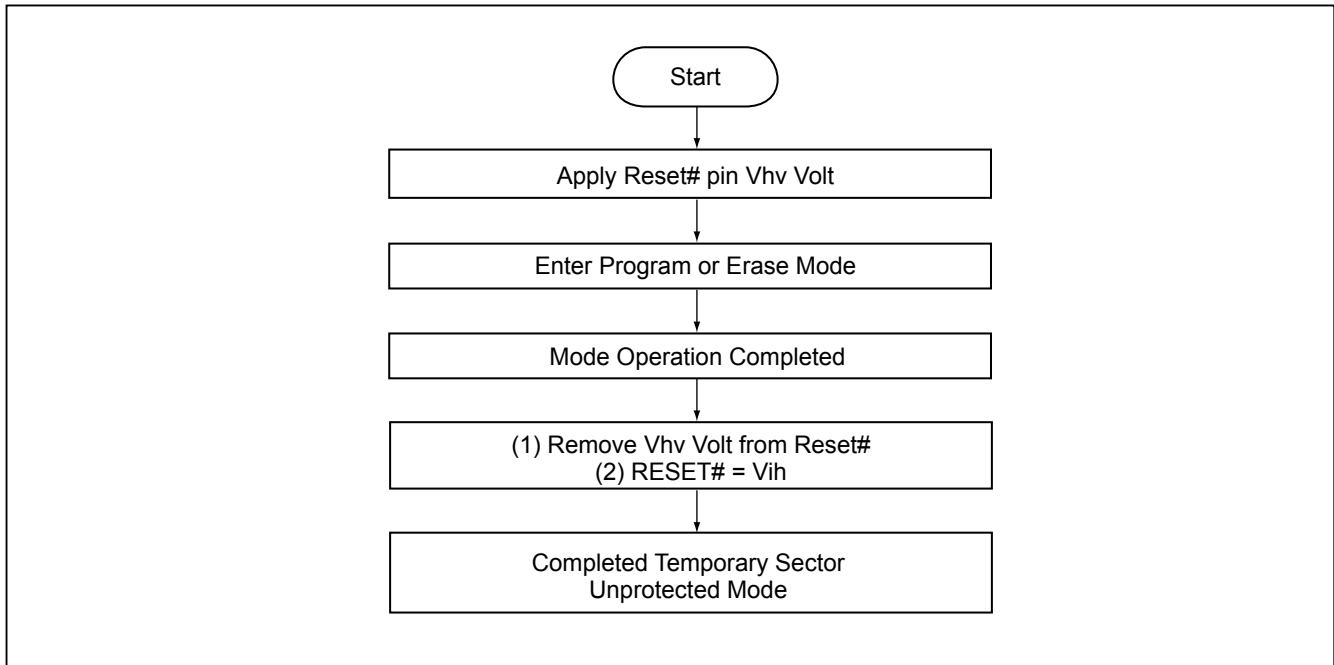 Start
Apply Reset# pin Vhv Volt
Enter Program or Erase Mode
Mode Operation Completed
(1) Remove Vhv Volt from Reset#
(2) RESET# = Vih
Completed Temporary Sector
Unprotected Mode